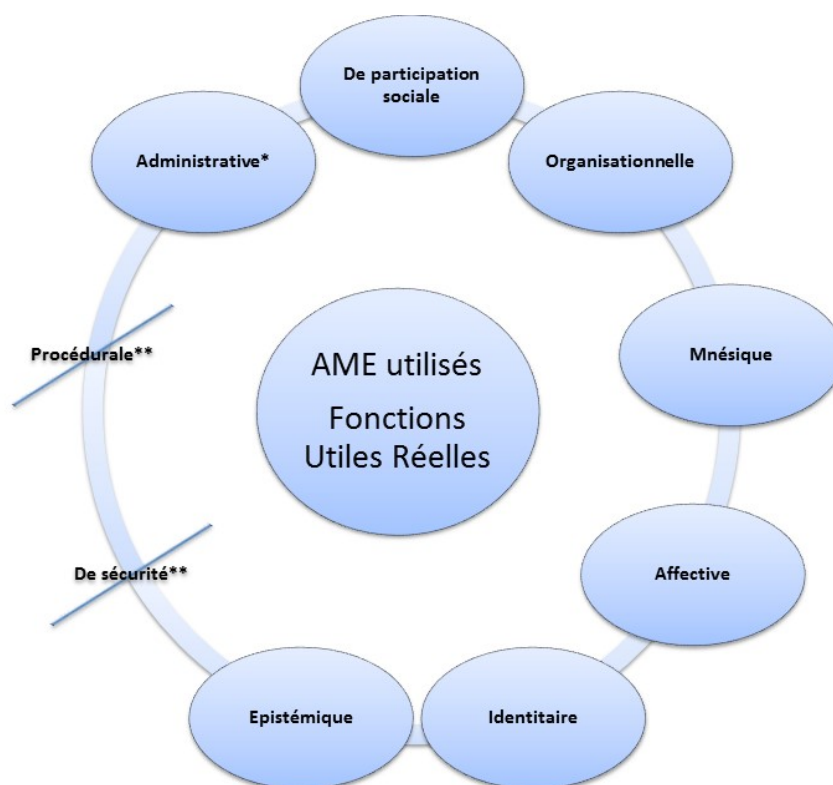 De participation
sociale
Administrative*
Organisationnelle
Procédurale**
AME utilisés
Fonctions
Utiles Réelles
Mnésique
De sécurité**
Affective
Epistémique
Identitaire